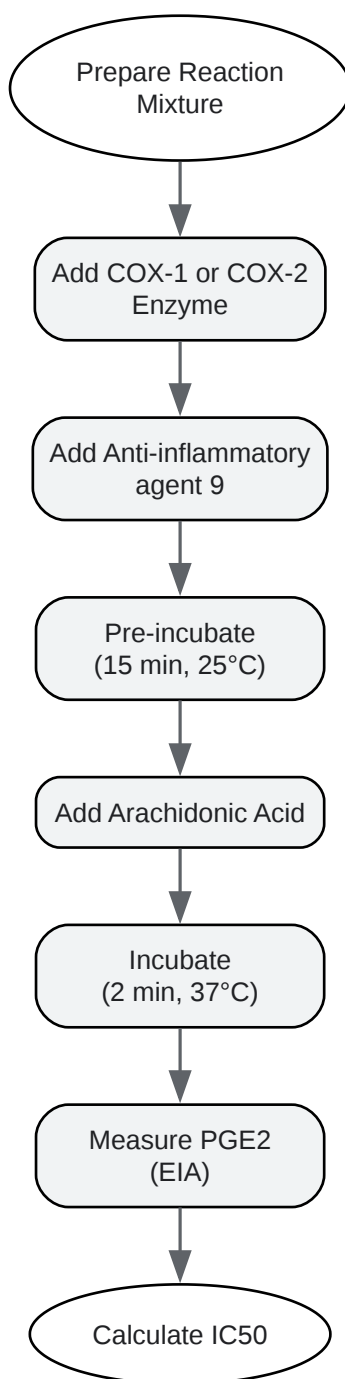 Prepare Reaction
Mixture
Add COX-1 or COX-2
Enzyme
Add Anti-inflammatory
agent 9
Pre-incubate
(15 min, 25°C)
Add Arachidonic Acid
Incubate
(2 min, 37°C)
Measure PGE2
(EIA)
Calculate IC50